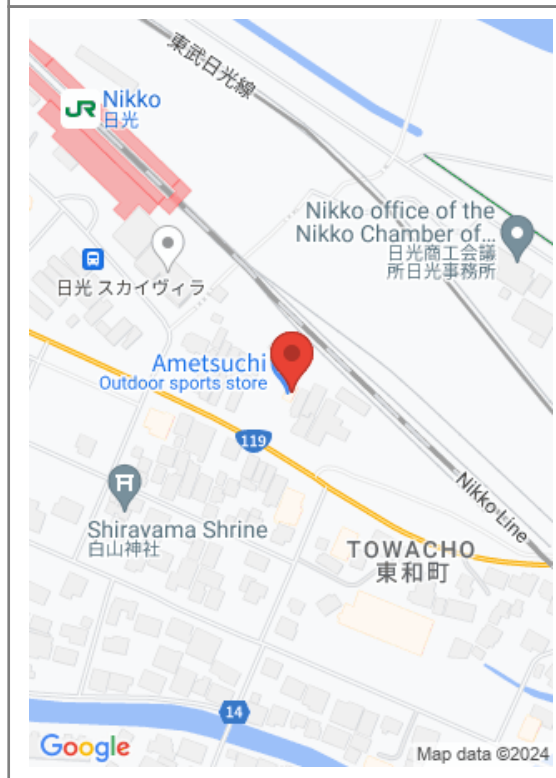 東武日光線
JR
Nikko
日光
Nikko office of the
Nikko Chamber of...
日光商工会議
所日光事務所
日光 スカイヴィラ
Ametsuchi
Outdoor sports store
119
Nikko Line
Shirayama Shrine
白山神社
TOWACHO
東和町
14
Google
Map data ©2024